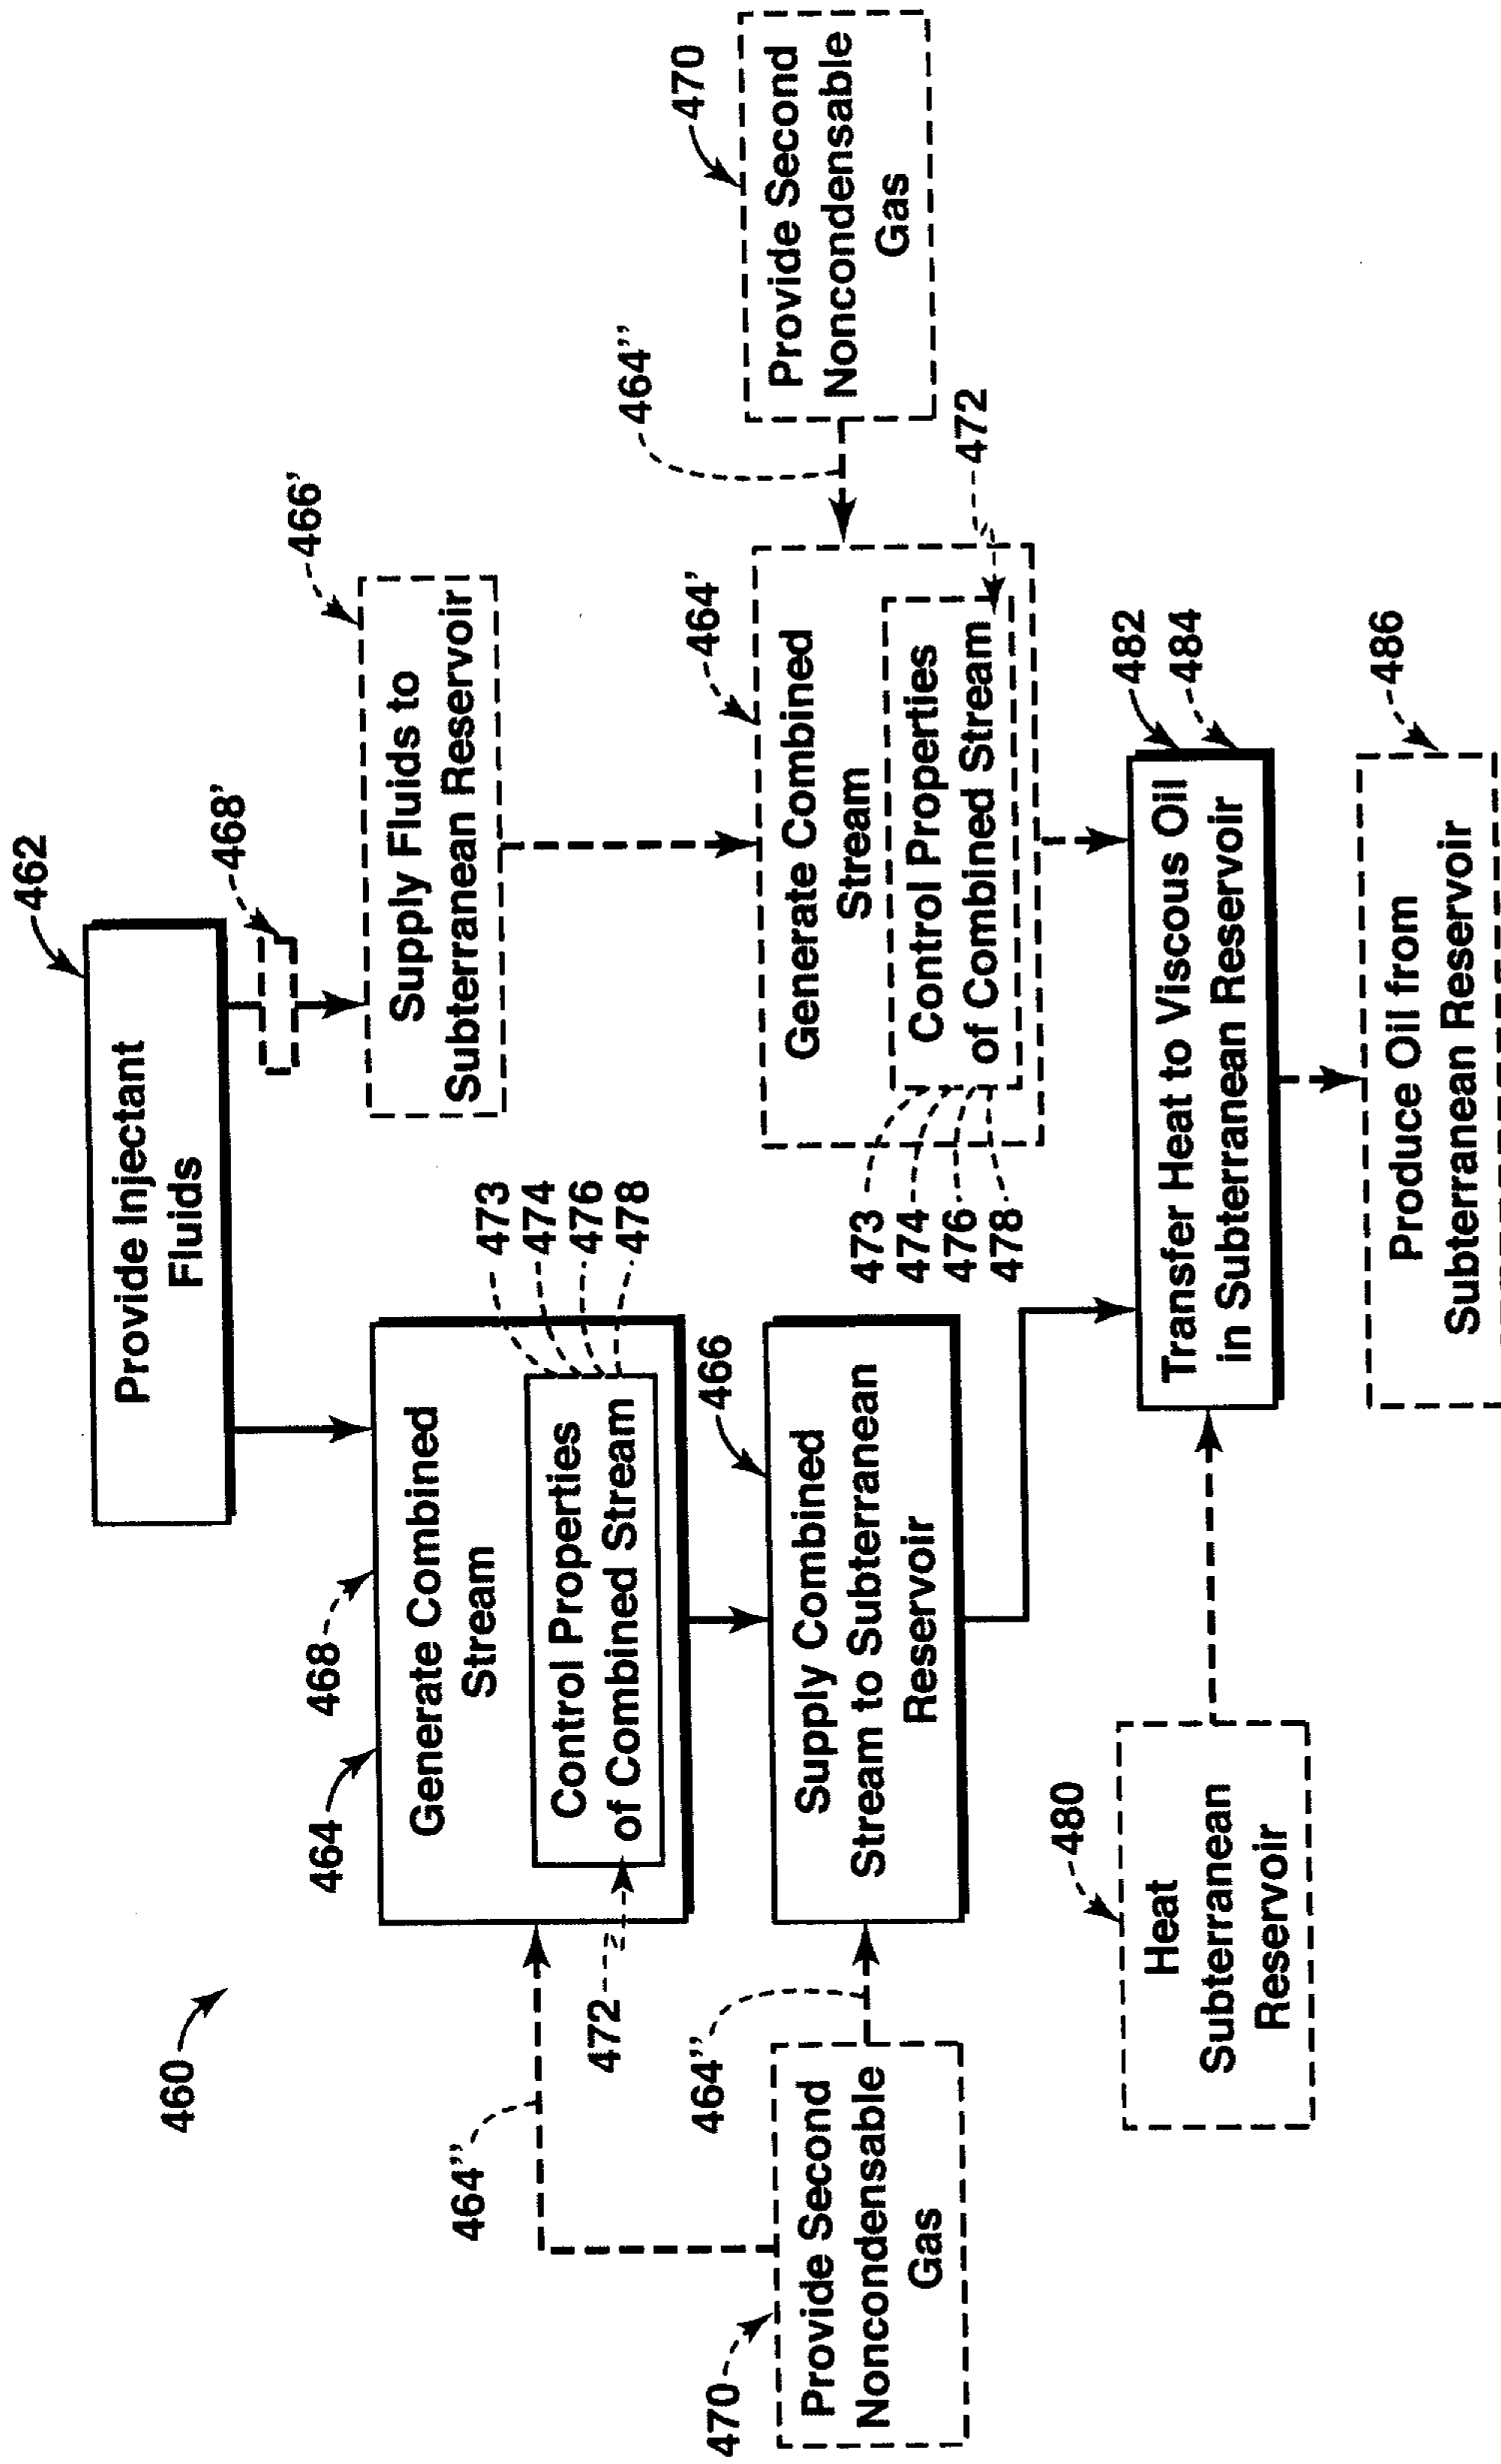 460
462
Provide Injectant
Fluids
468'
466'
Supply Fluids to
Subterranean Reservoir
464
468
Generate Combined
Stream
Control Properties
of Combined Stream
472
473
474
476
478
464''
464''
470
Provide Second
Noncondensable
Gas
466
Supply Combined
Stream to Subterranean
Reservoir
464'
Generate Combined
Stream
Control Properties
of Combined Stream
472
473
474
476
478
464''
470
Provide Second
Noncondensable
Gas
480
Heat
Subterranean
Reservoir
482
484
Transfer Heat to Viscous Oil
in Subterranean Reservoir
486
Produce Oil from
Subterranean Reservoir